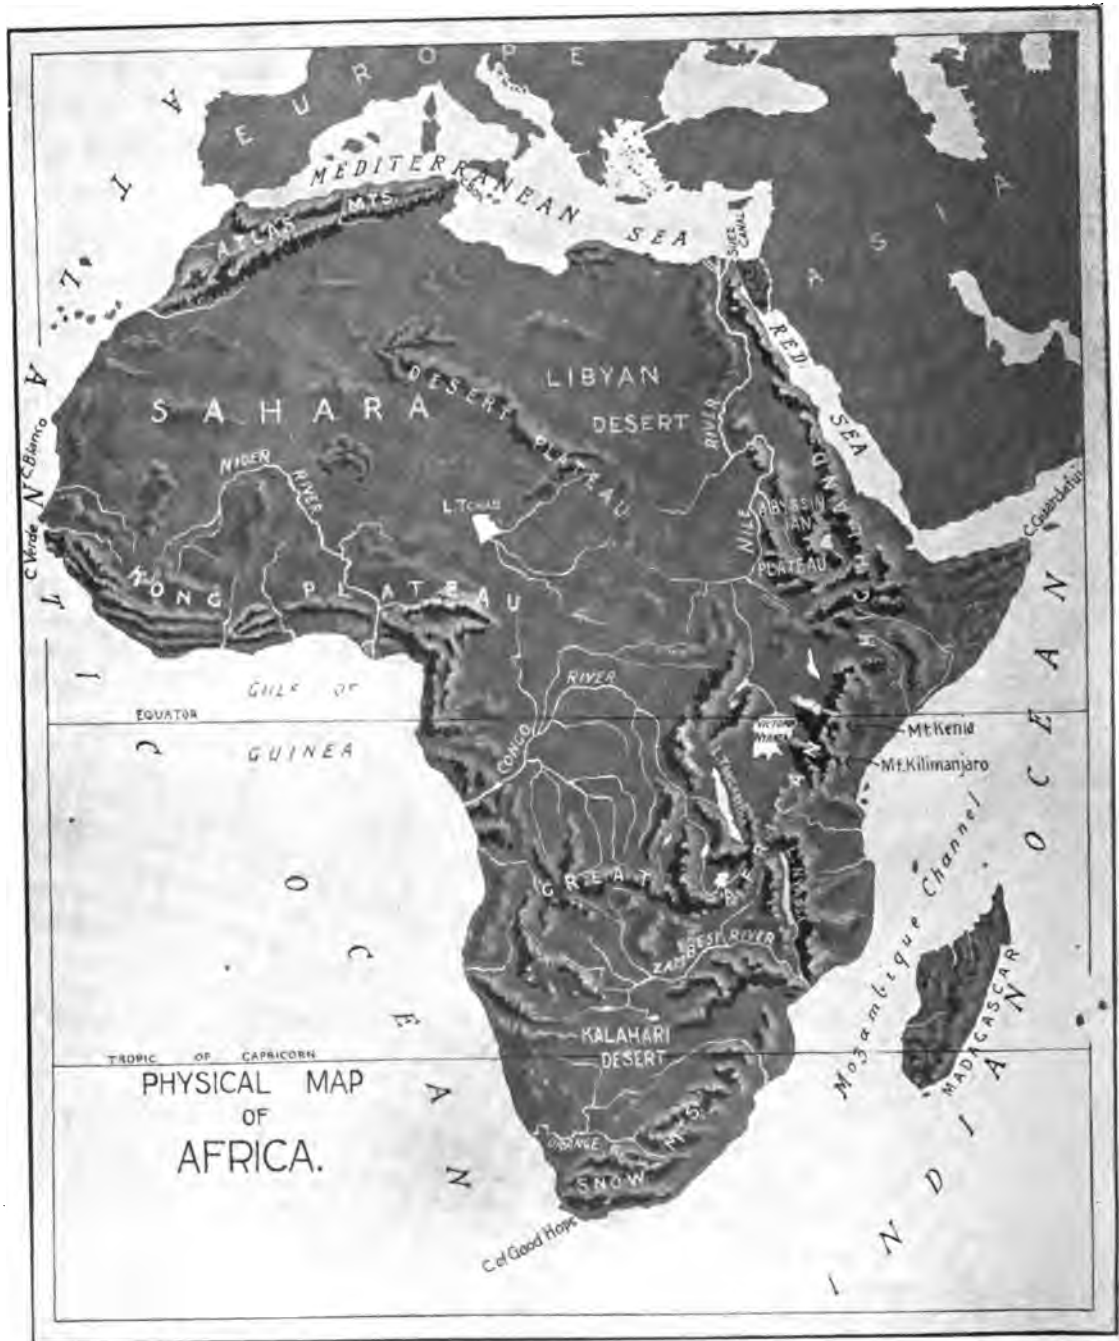 EUROPE
ASIA
ATLANTIC OCEAN
MEDITERRANEAN SEA
ATLAS MTS.
SUEZ CANAL
RED SEA
LIBYAN DESERT
SAHARA
DESERT PLATEAU
C. Blanco
C. Verde
NIGER RIVER
L. TCHAD
NILE RIVER
ABYSSINIAN PLATEAU
C. Guardafui
KONG PLATEAU
GULF OF GUINEA
EQUATOR
CONGO RIVER
VICTORIA NYANZA
Mt. Kenia
Mt. Kilimanjaro
GREAT
ZAMBESI RIVER
Mozambique Channel
MADAGASCAR
INDIAN OCEAN
KALAHARI DESERT
TROPIC OF CAPRICORN
ORANGE
SNOW MTS.
C. of Good Hope
PHYSICAL MAP
OF
AFRICA.